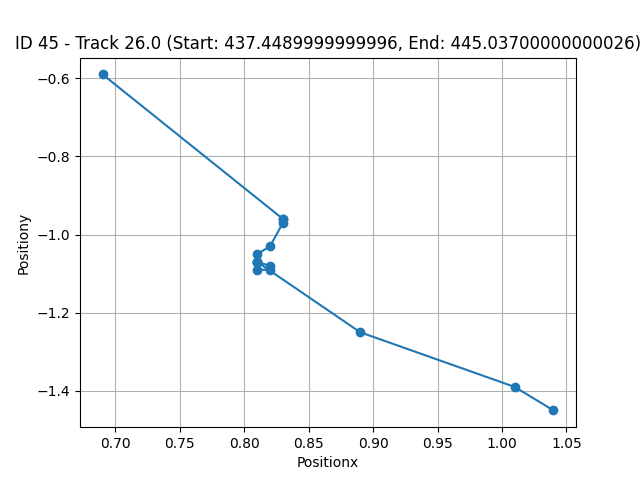 ID 45 - Track 26.0 (Start: 437.4489999999996, End: 445.03700000000026)
−0.6
−0.8
−1.0
−1.2
−1.4
Positiony
0.70 0.75 0.80 0.85 0.90 0.95 1.00 1.05
Positionx